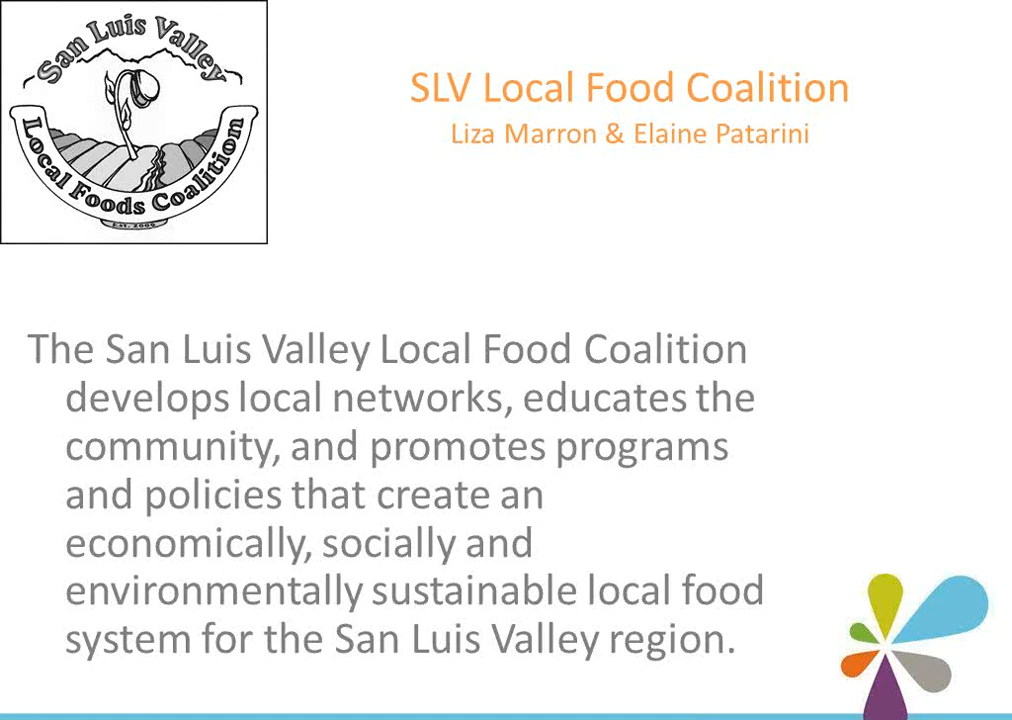 San Luis Valley
Local Foods Coalition
Est. 2009
SLV Local Food Coalition
Liza Marron & Elaine Patarini
The San Luis Valley Local Food Coalition
develops local networks, educates the
community, and promotes programs
and policies that create an
economically, socially and
environmentally sustainable local food
system for the San Luis Valley region.